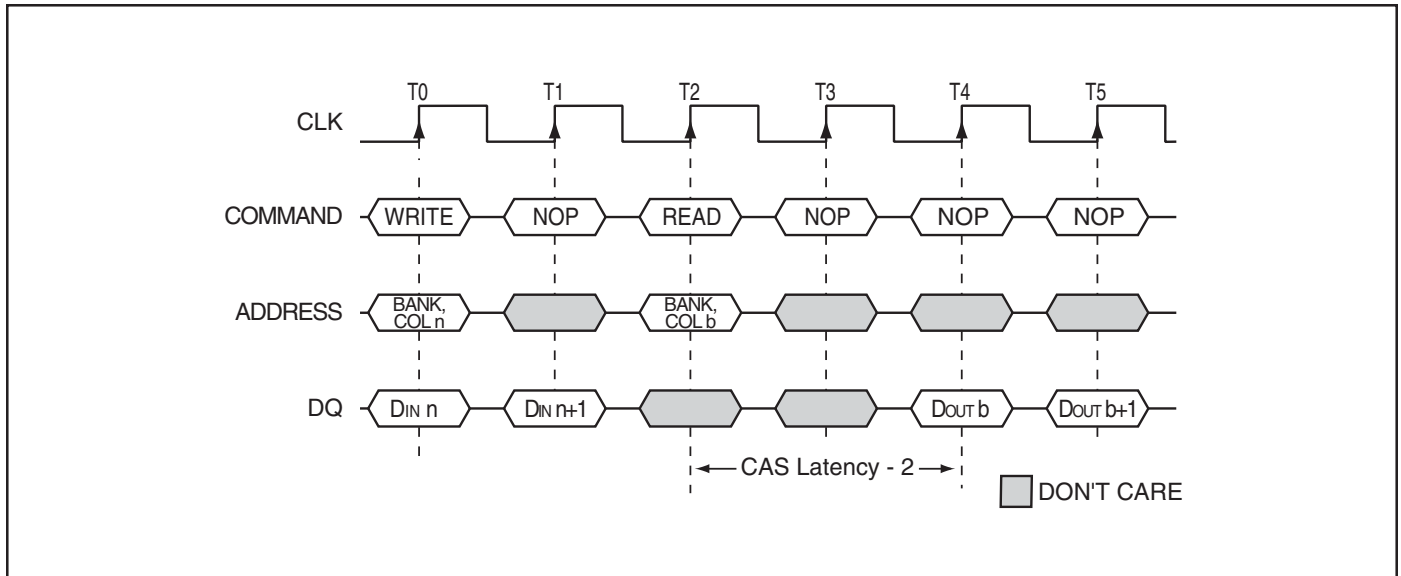 T0 T1 T2 T3 T4 T5
CLK
COMMAND WRITE NOP READ NOP NOP NOP
ADDRESS BANK, COL n BANK, COL b
DQ DIN n DIN n+1 DOUT b DOUT b+1
CAS Latency - 2
DON'T CARE